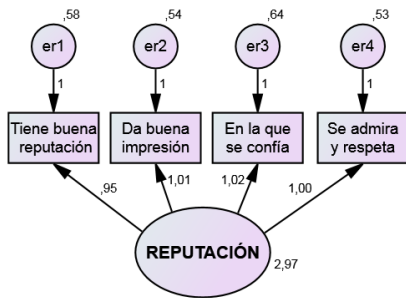 ,58
,54
,64
,53
er1
er2
er3
er4
1
1
1
1
Tiene buena
reputación
Da buena
impresión
En la que
se confía
Se admira
y respeta
,95
1,01
1,02
1,00
REPUTACIÓN
2,97